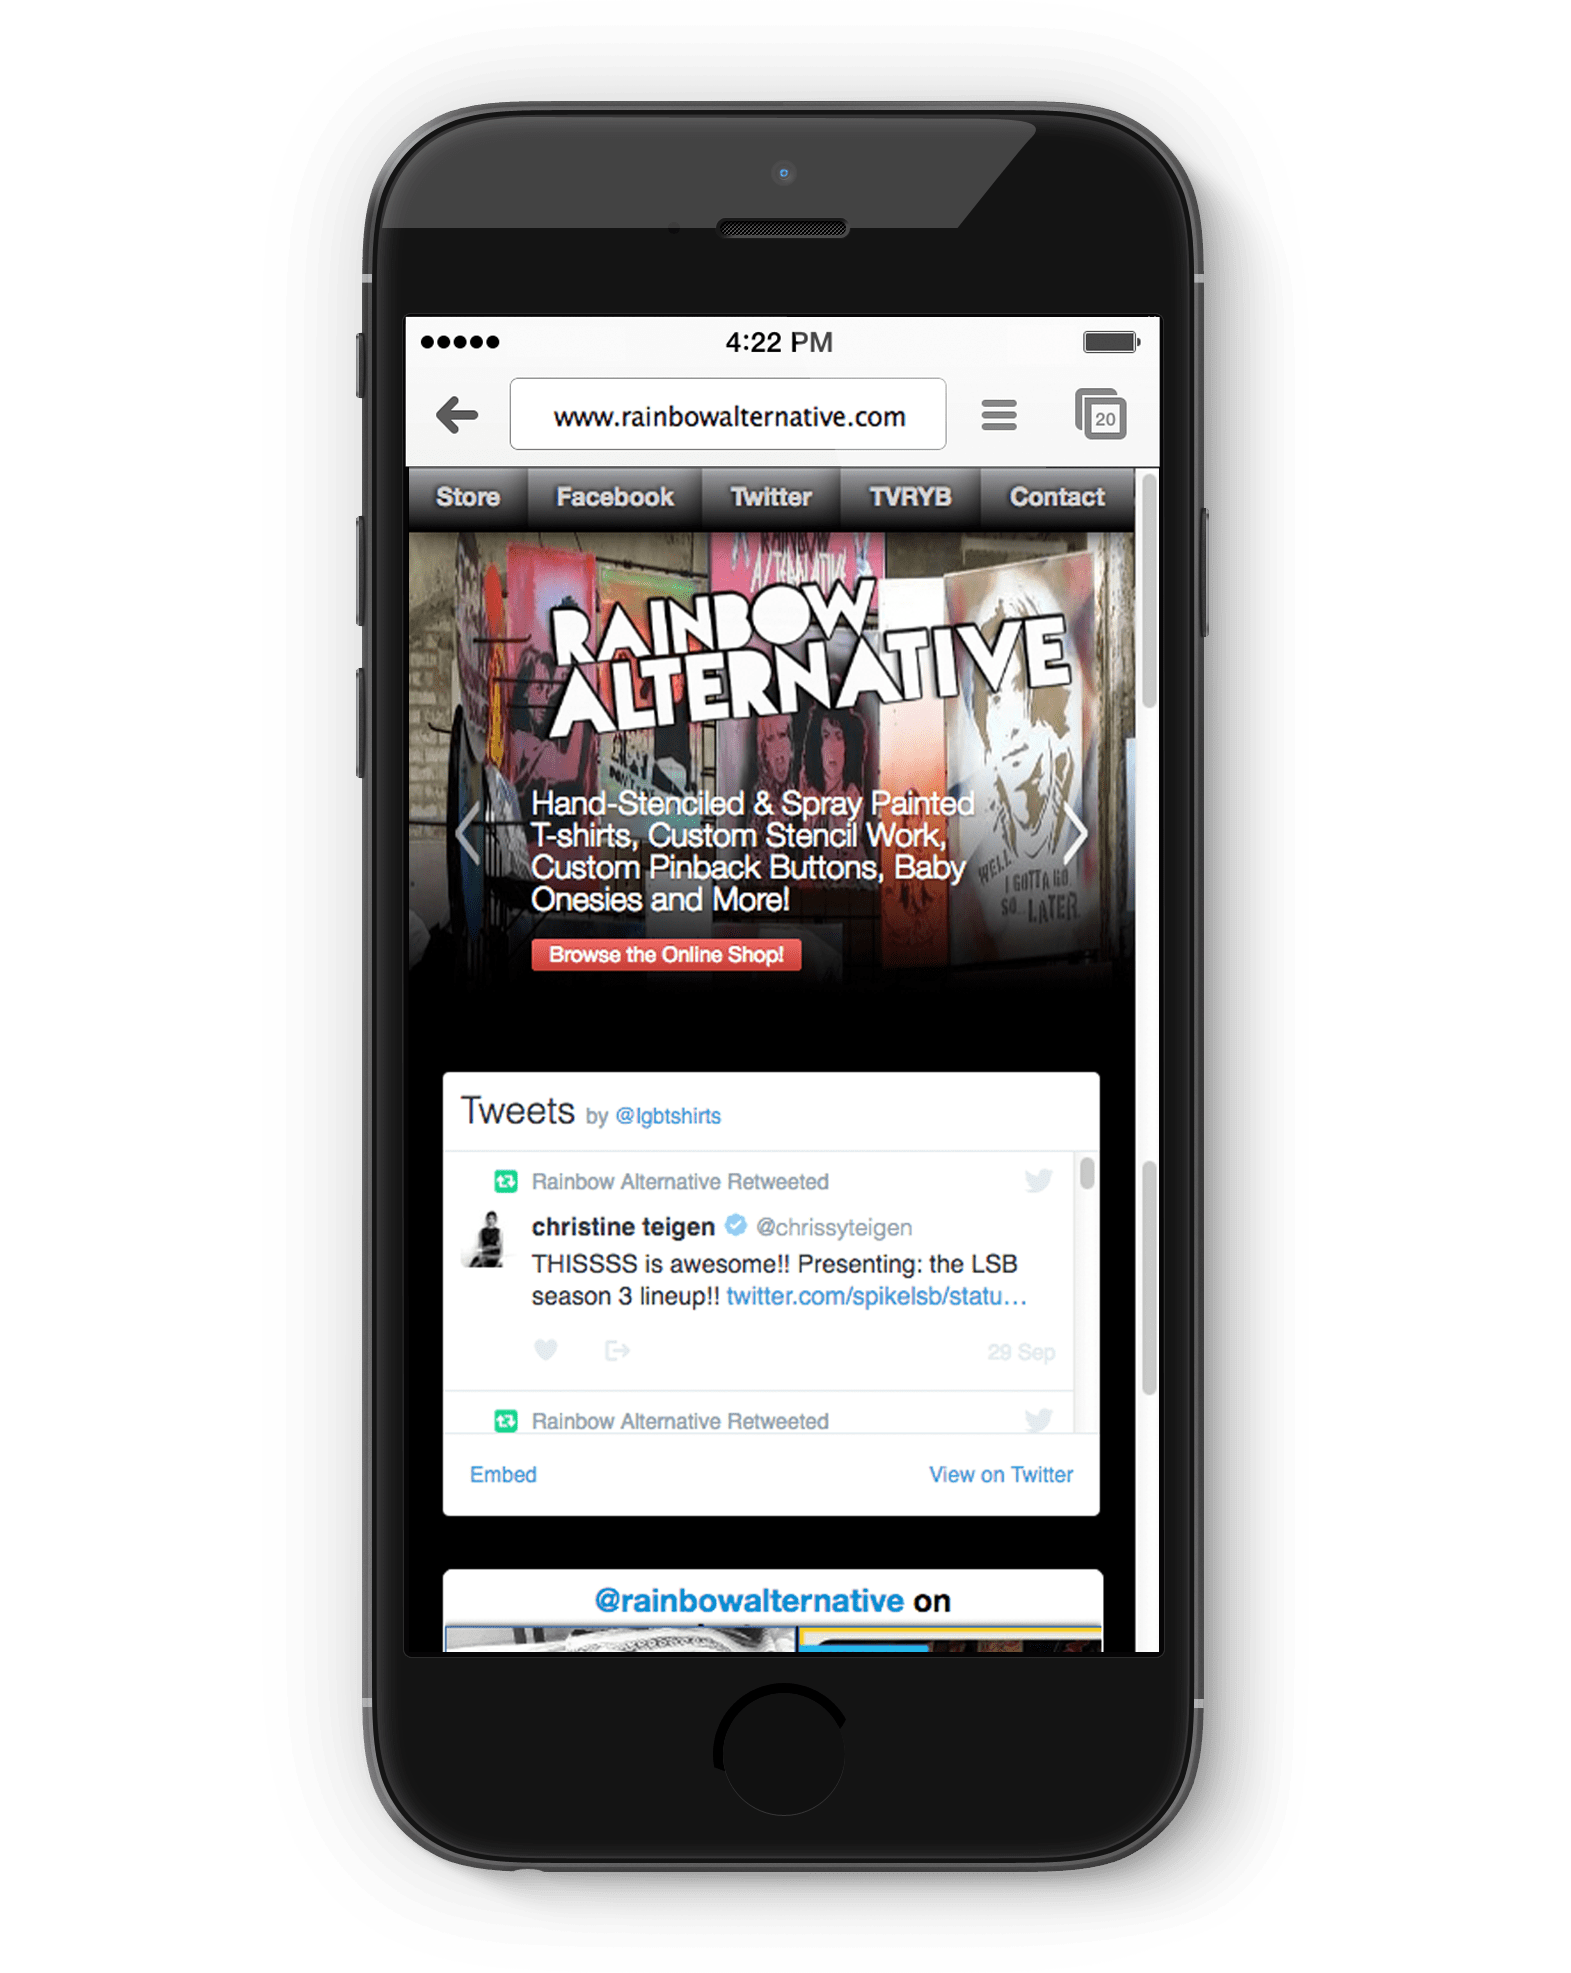 4:22 PM
www.rainbowalternative.com
20
Store Facebook Twitter TVRYB Contact
RAINBOW
ALTERNATIVE
RAINBOW
ALTERNATIVE
Hand-Stenciled & Spray Painted
T-shirts, Custom Stencil Work,
Custom Pinback Buttons, Baby
Onesies and More!
WELL
I GOTTA GO
SO.. LATER
Browse the Online Shop!
Tweets by @lgbtshirts
Rainbow Alternative Retweeted
christine teigen @chrissyteigen
THISSSS is awesome!! Presenting: the LSB
season 3 lineup!! twitter.com/spikelsb/statu…
29 Sep
Rainbow Alternative Retweeted
Embed View on Twitter
@rainbowalternative on